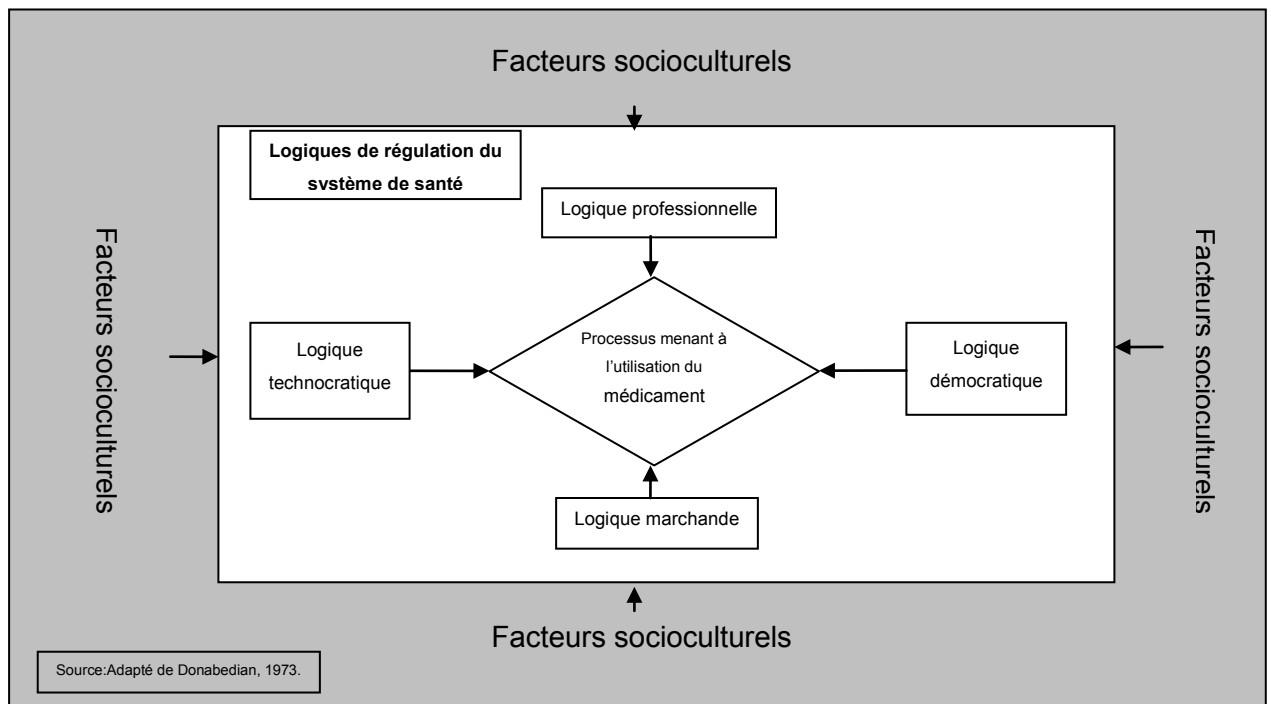 Facteurs socioculturels
Logiques de régulation du
système de santé
Logique professionnelle
Facteurs socioculturels
Logique
technocratique
Processus menant à
l’utilisation du
médicament
Logique
démocratique
Facteurs socioculturels
Logique marchande
Facteurs socioculturels
Source:Adapté de Donabedian, 1973.